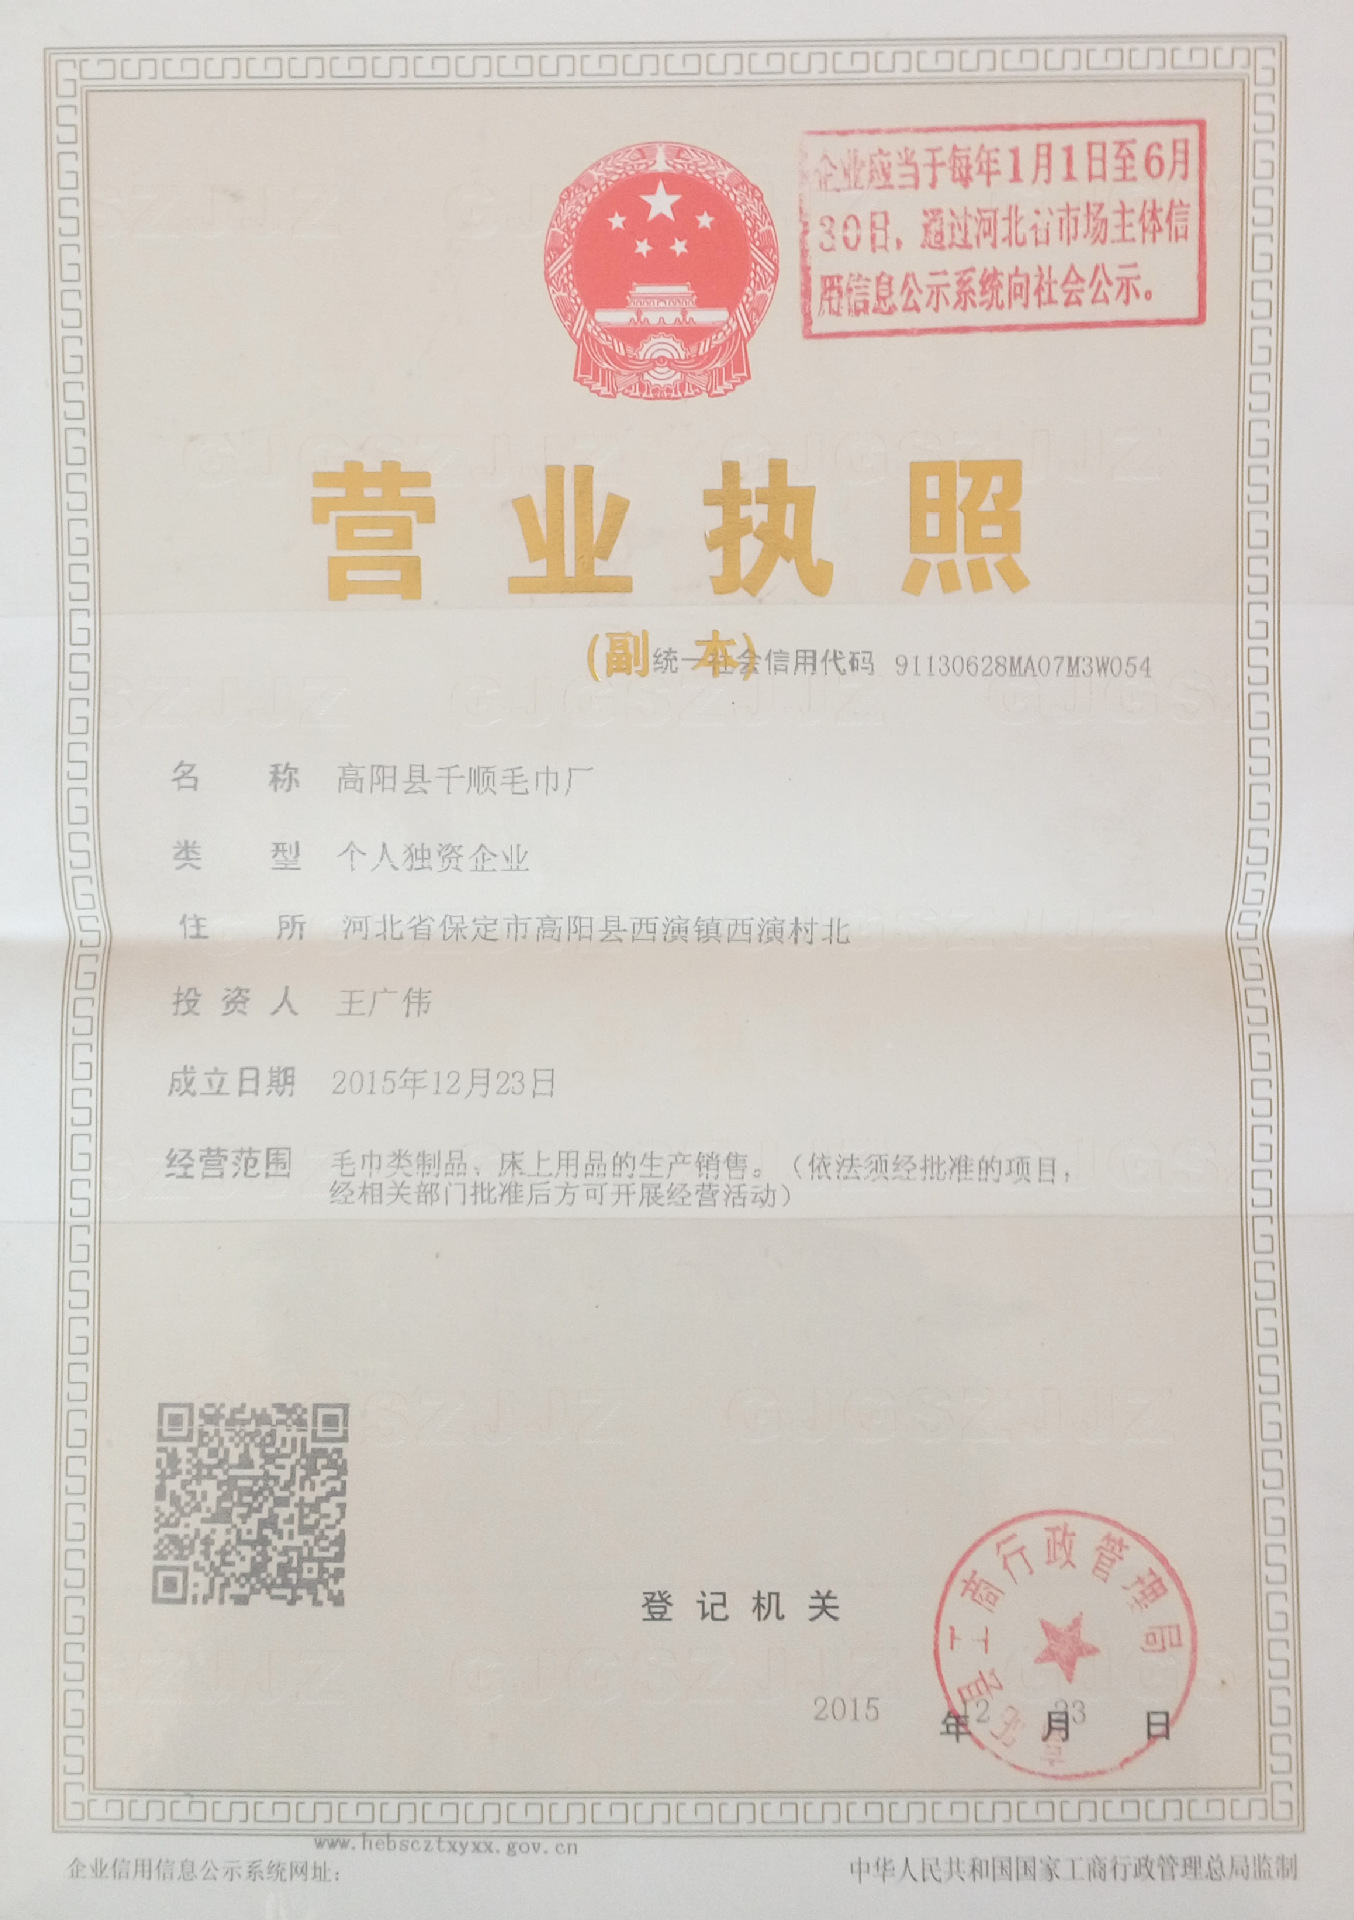 企业应当于每年1月1日至6月
30日，通过河北省市场主体信
用信息公示系统向社会公示。
营业执照
(副 本)
统一社会信用代码 91130628MA07M3W054
名 称 高阳县千顺毛巾厂
类 型 个人独资企业
住 所 河北省保定市高阳县西演镇西演村北
投资人 王广伟
成立日期 2015年12月23日
经营范围 毛巾类制品、床上用品的生产销售。（依法须经批准的项目，
经相关部门批准后方可开展经营活动）
登记机关
高阳县工商行政管理局
2015 年 12 月 23 日
www.hebscztxyxx.gov.cn
企业信用信息公示系统网址：
中华人民共和国国家工商行政管理总局监制